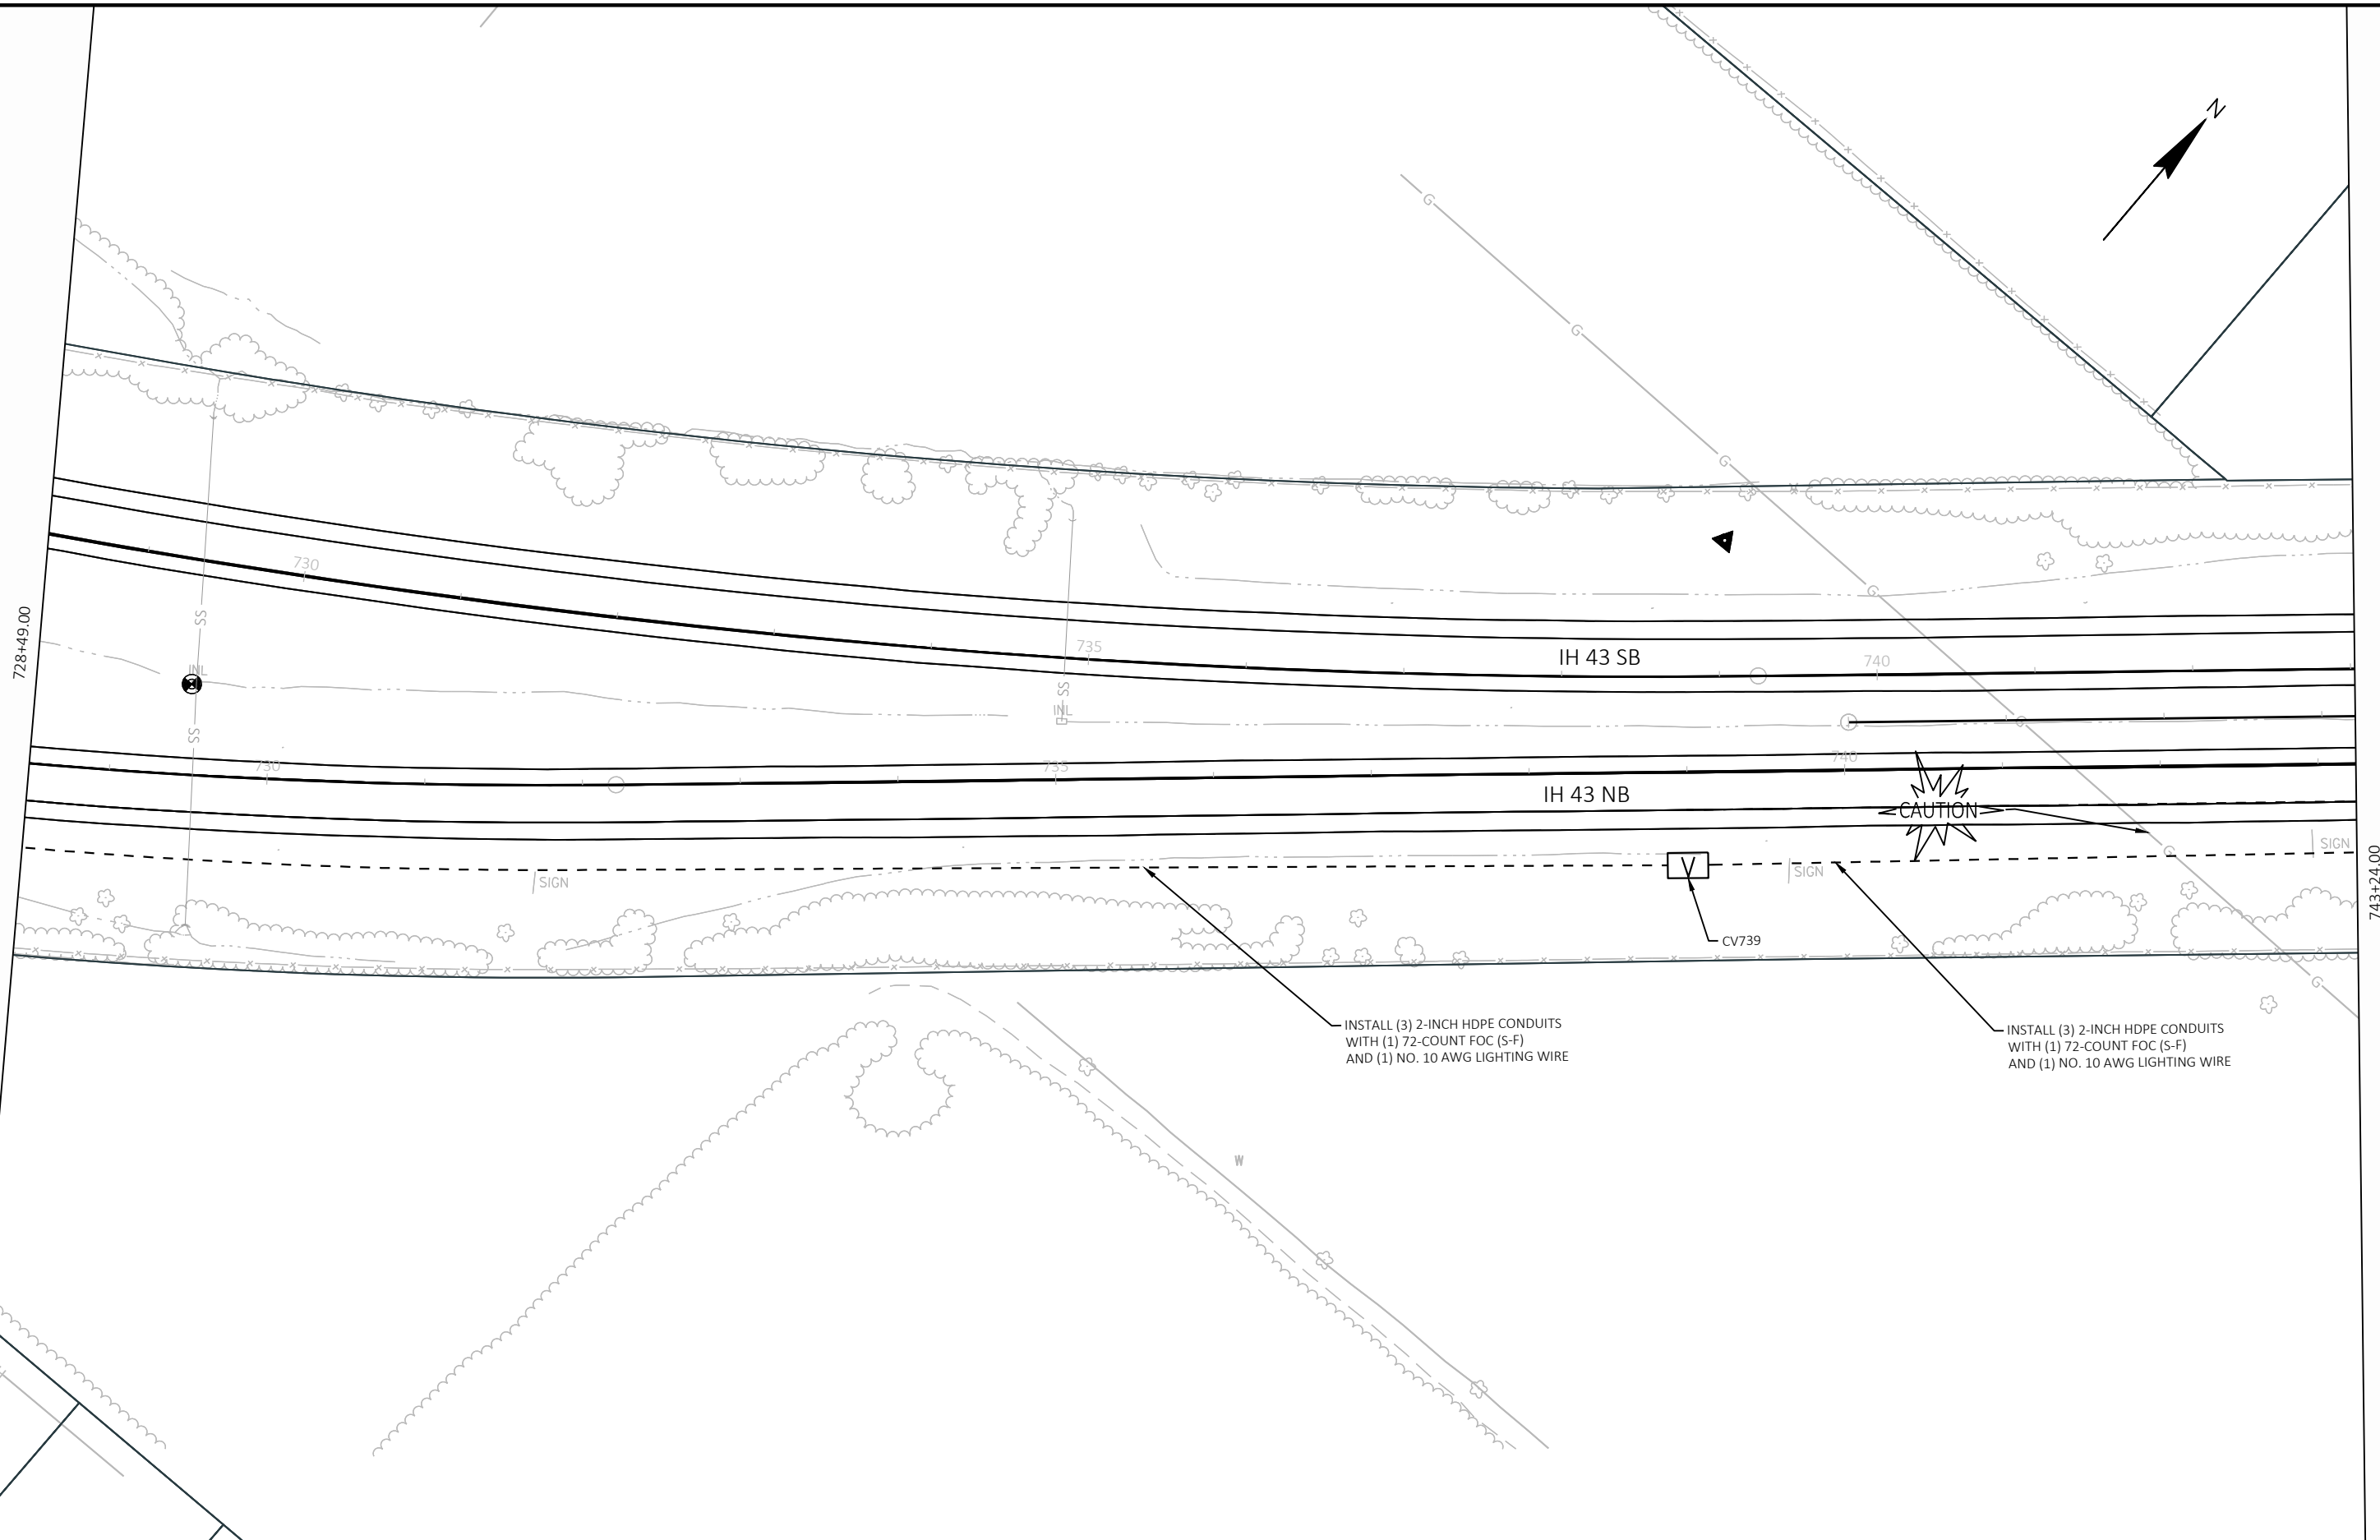 N
G
G
G
G
730
728+49.00
SS
735
IH 43 SB
740
INL
SS
INL
SS
G
730
735
740
IH 43 NB
CAUTION
SIGN
G
SIGN
V
SIGN
743+24.00
CV739
G
INSTALL (3) 2-INCH HDPE CONDUITS
WITH (1) 72-COUNT FOC (S-F)
AND (1) NO. 10 AWG LIGHTING WIRE
INSTALL (3) 2-INCH HDPE CONDUITS
WITH (1) 72-COUNT FOC (S-F)
AND (1) NO. 10 AWG LIGHTING WIRE
W